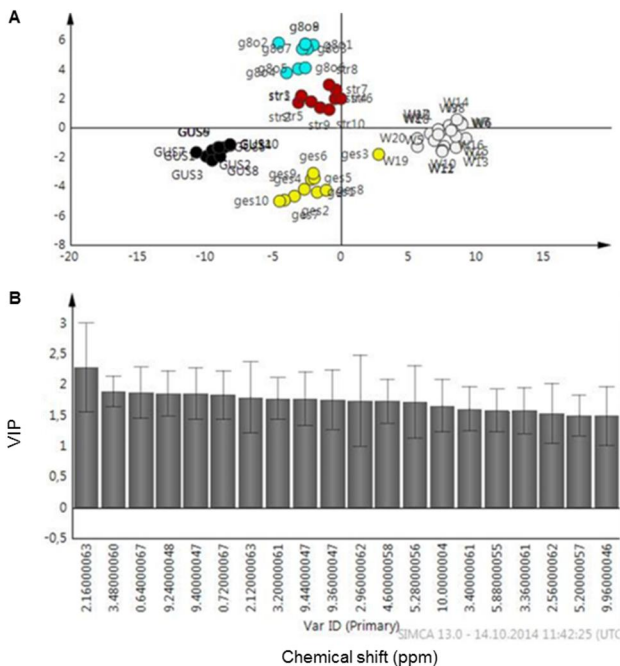 A
6
4
2
0
-2
-4
-6
-8
-20
-15
-10
-5
0
5
10
15
g8o9
g8o2
g8o7
g8o1
g8o5
g8o4
g8o6
str8
str7
str6
str5
str9
str10
GUS7
GUS10
GUS2
GUS3
GUS8
ges6
ges3
ges9
ges4
ges5
ges8
ges10
ges2
W14
W20
W19
W16
W10
W13
B
VIP
3
2,5
2
1,5
1
0,5
0
-0,5
2.16000063
3.48000060
0.64000067
9.24000048
9.40000047
0.72000067
2.12000063
3.20000061
9.44000047
9.36000047
2.96000062
4.60000058
5.28000056
10.0000004
3.40000061
5.88000055
3.36000061
2.56000062
5.20000057
9.96000046
Var ID (Primary)
SIMCA 13.0 - 14.10.2014 11:42:25 (UTC
Chemical shift (ppm)